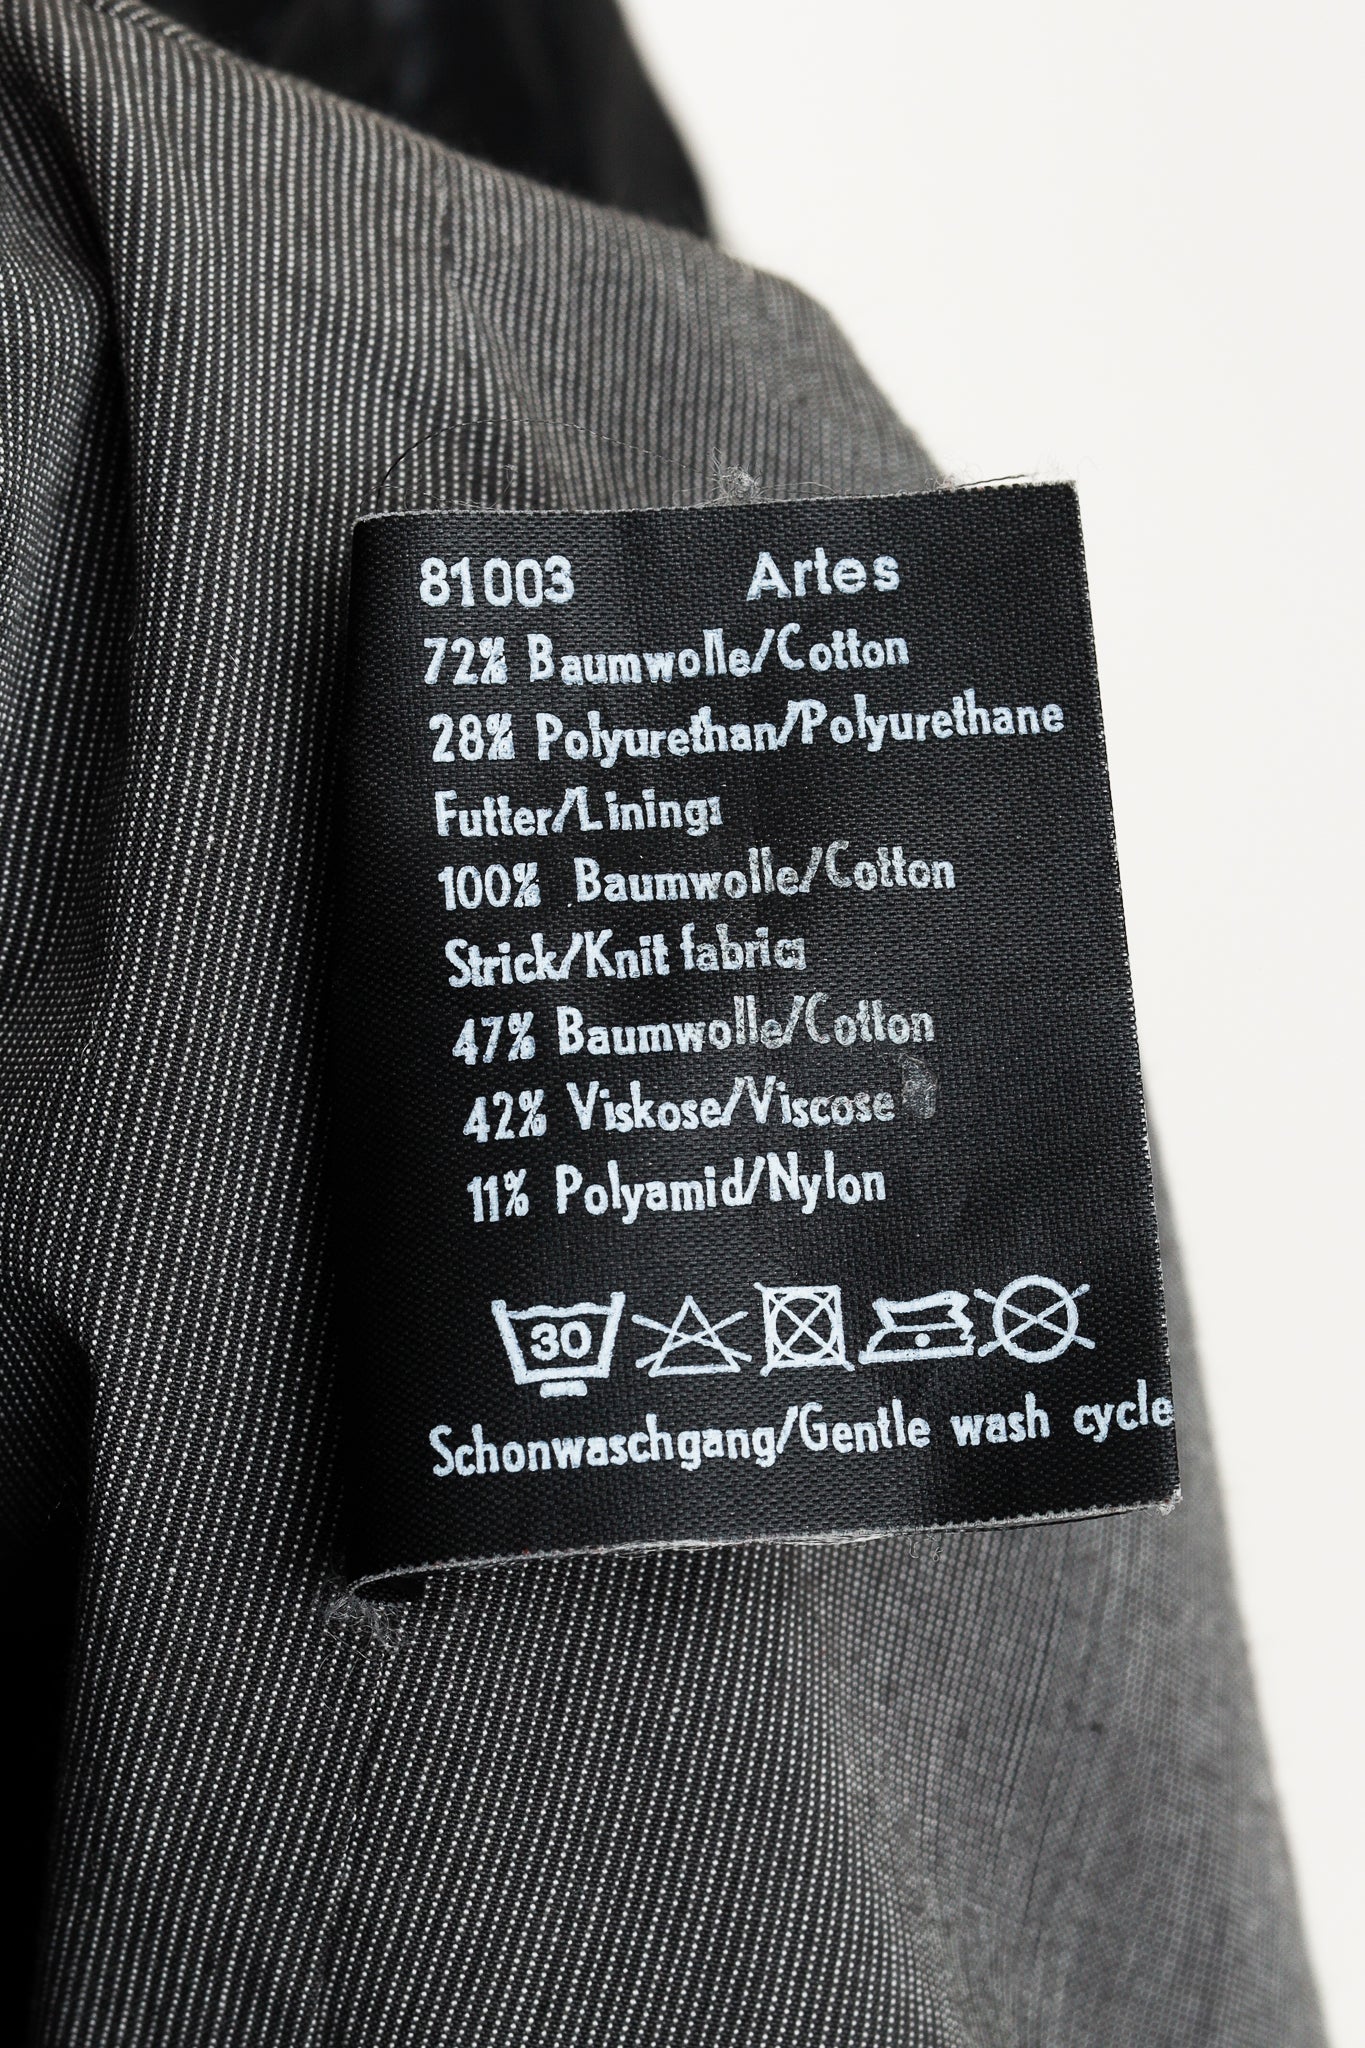 81003 Artes
72% Baumwolle/Cotton
28% Polyurethan/Polyurethane
Futter/Lining:
100% Baumwolle/Cotton
Strick/Knit fabric:
47% Baumwolle/Cotton
42% Viskose/Viscose
11% Polyamid/Nylon
30
Schonwaschgang/Gentle wash cycle